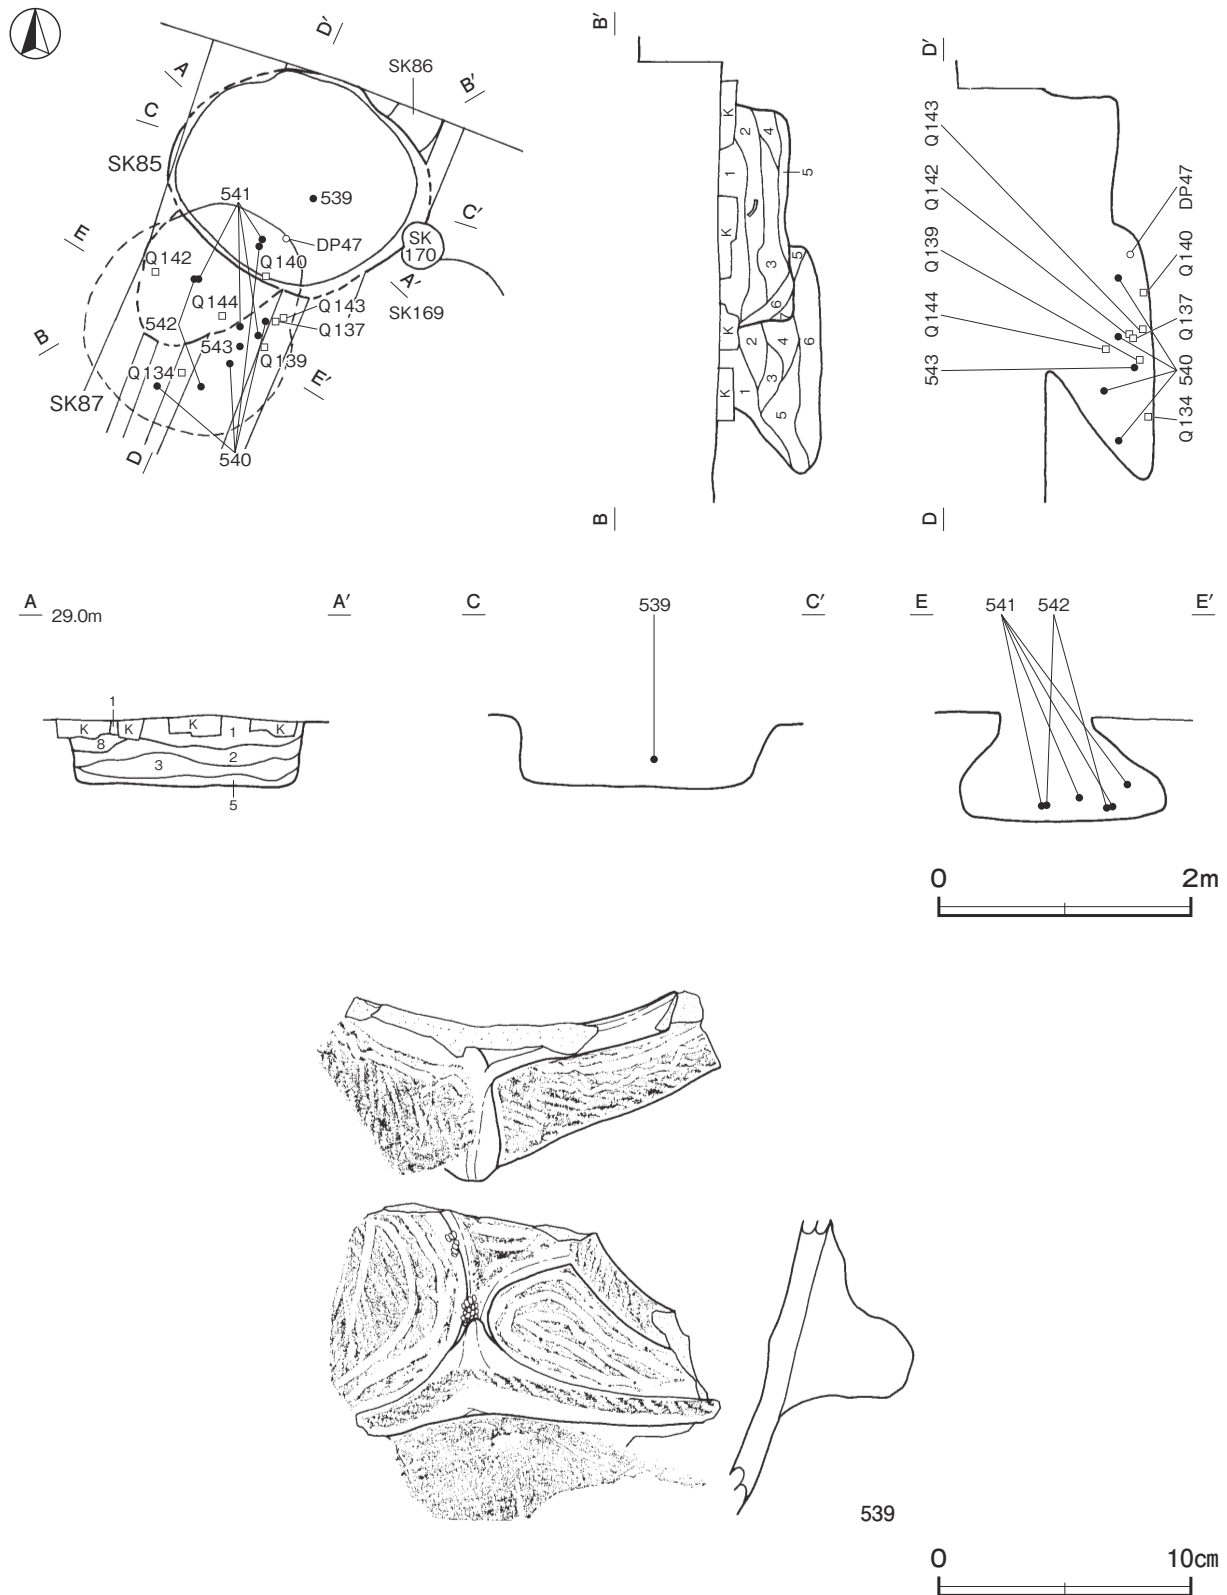 D'
A
SK86
B'
C
SK85
541
539
C'
E
DP47
SK
170
Q142
Q140
A'
Q144
Q143
SK169
542
Q137
B
543
Q139
Q134
E'
SK87
D
540
B'
K
2
4
1
5
K
3
5
6
7
K
2
4
6
3
K
1
5
B
D'
Q143
Q142
Q139
Q144
543
DP47
Q140
Q137
540
Q134
D
A 29.0m
A'
1
K
K
K
K
1
8
2
3
5
C
539
C'
E
541
542
E'
0
2m
539
0
10cm